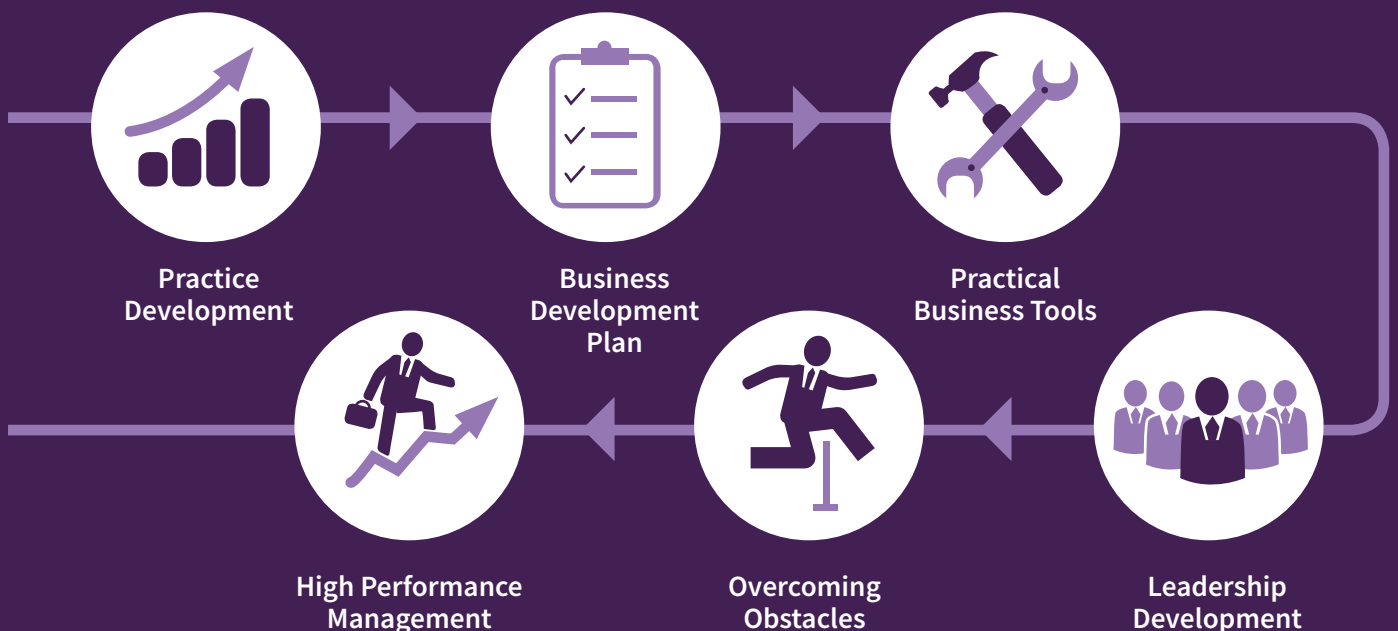 Practice
Development
Business
Development
Plan
Practical
Business Tools
High Performance
Management
Overcoming
Obstacles
Leadership
Development